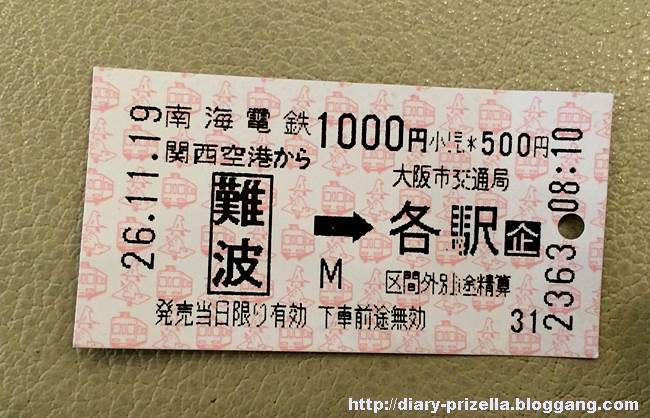 26.11.19
南海電鉄 1000円 小児 500円
関西空港から 大阪市交通局
難波 ➡ 各駅 企
M 区間外別途精算
発売当日限り有効 下車前途無効 31
2363 08:10
http://diary-prizella.bloggang.com